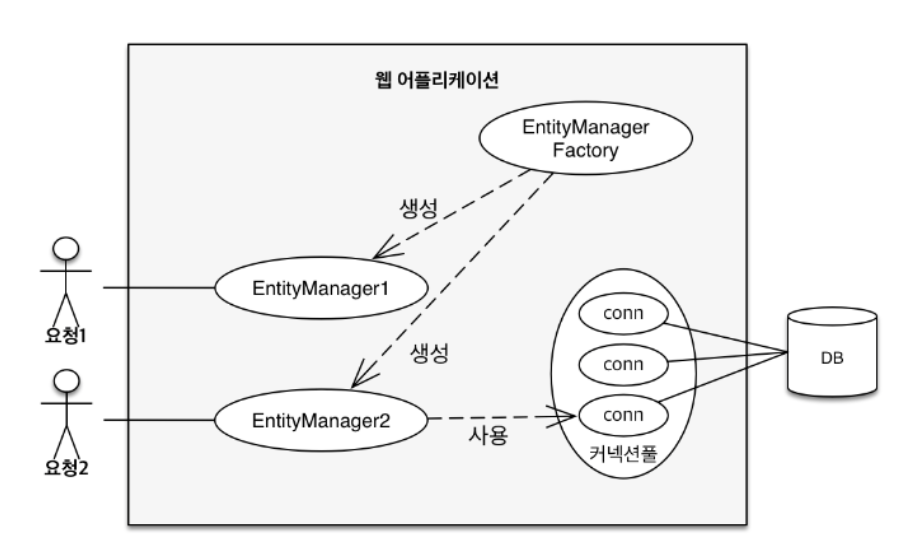 웹 어플리케이션
EntityManager
Factory
생성
EntityManager1
요청1
conn
conn
DB
생성
EntityManager2
conn
사용
커넥션풀
요청2